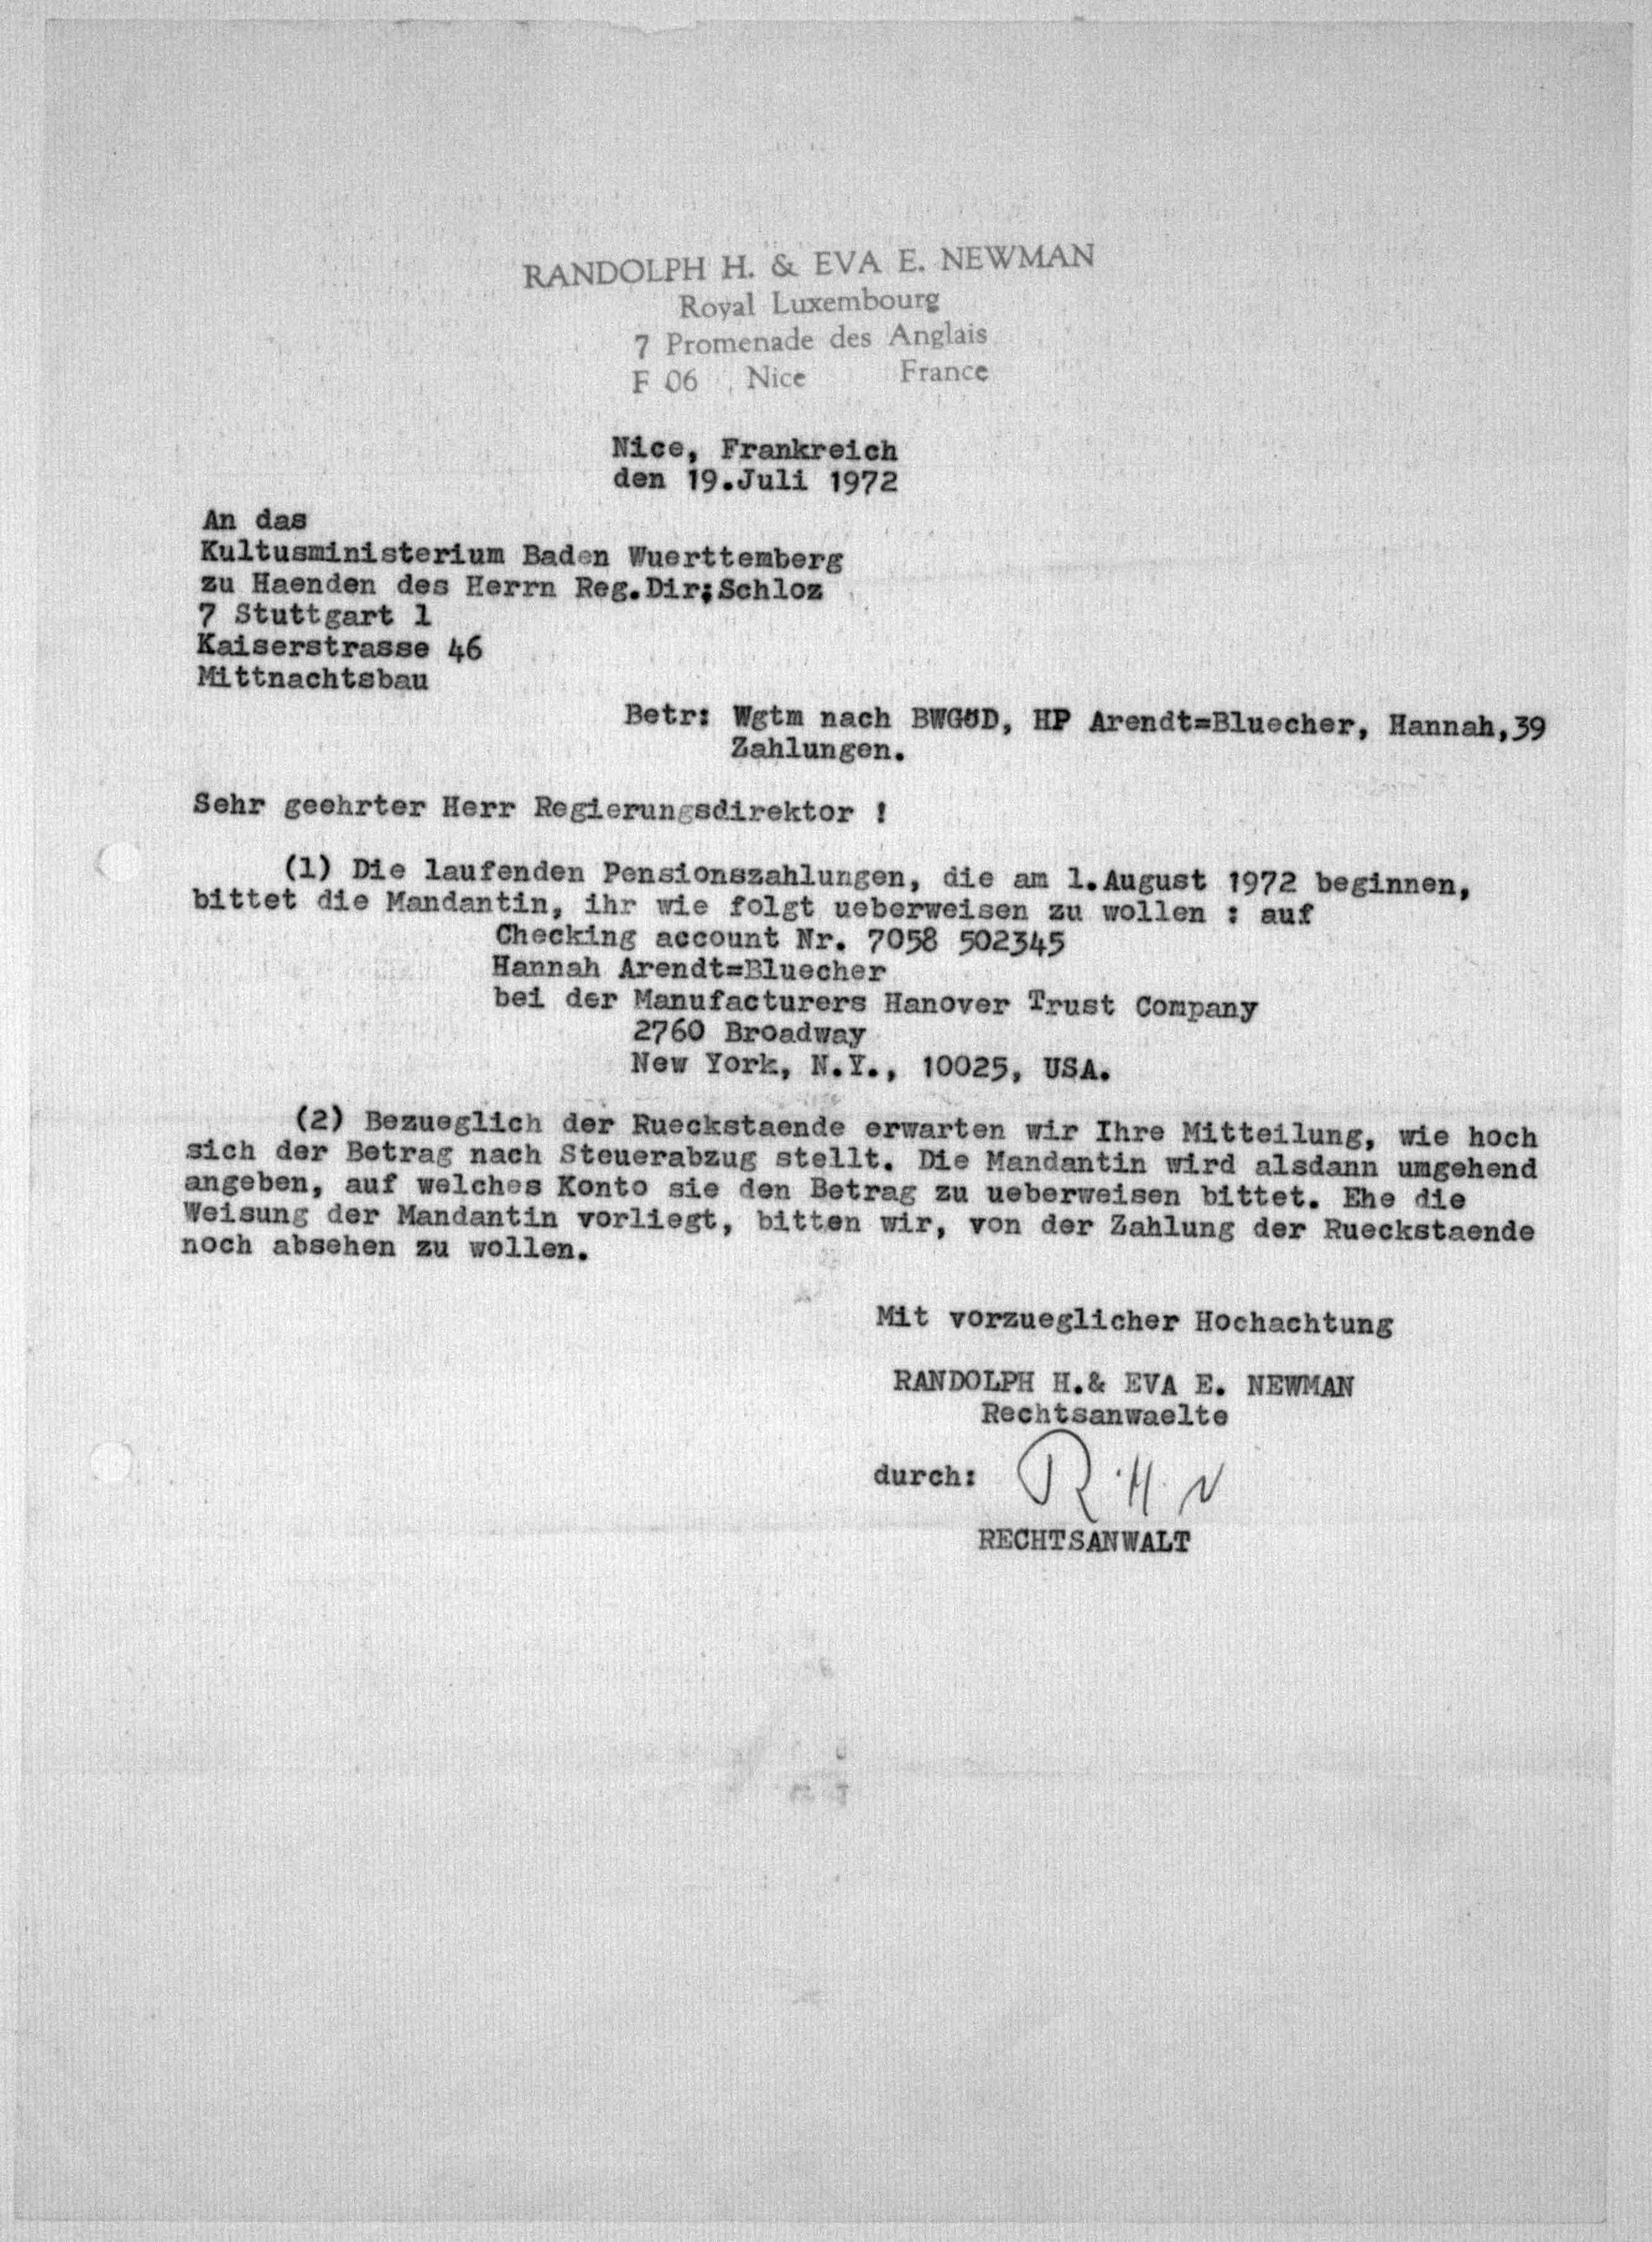 RANDOLPH H. & EVA E. NEWMAN
Royal Luxembourg
7 Promenade des Anglais
F 06 Nice France
Nice, Frankreich
den 19.Juli 1972
An das
Kultusministerium Baden Wuerttemberg
zu Haenden des Herrn Reg.Dir;Schloz
7 Stuttgart 1
Kaiserstrasse 46
Mittnachtsbau
Betr: Wgtm nach BWGÖD, HP Arendt=Bluecher, Hannah,39
Zahlungen.
Sehr geehrter Herr Regierungsdirektor !
(1) Die laufenden Pensionszahlungen, die am 1.August 1972 beginnen,
bittet die Mandantin, ihr wie folgt ueberweisen zu wollen : auf
Checking account Nr. 7058 502345
Hannah Arendt=Bluecher
bei der Manufacturers Hanover Trust Company
2760 Broadway
New York, N.Y., 10025, USA.
(2) Bezueglich der Rueckstaende erwarten wir Ihre Mitteilung, wie hoch
sich der Betrag nach Steuerabzug stellt. Die Mandantin wird alsdann umgehend
angeben, auf welches Konto sie den Betrag zu ueberweisen bittet. Ehe die
Weisung der Mandantin vorliegt, bitten wir, von der Zahlung der Rueckstaende
noch absehen zu wollen.
Mit vorzueglicher Hochachtung
RANDOLPH H.& EVA E. NEWMAN
Rechtsanwaelte
durch: R.H.N
RECHTSANWALT